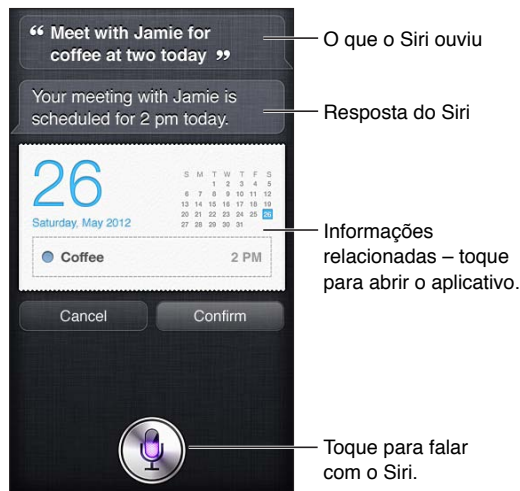 “ Meet with Jamie for
coffee at two today ”
O que o Siri ouviu
Your meeting with Jamie is
scheduled for 2 pm today.
Resposta do Siri
26
Saturday, May 2012
S M T W T F S
1 2 3 4 5
6 7 8 9 10 11 12
13 14 15 16 17 18 19
20 21 22 23 24 25 26
27 28 29 30 31
Coffee 2 PM
Informações
relacionadas – toque
para abrir o aplicativo.
Cancel Confirm
Toque para falar
com o Siri.